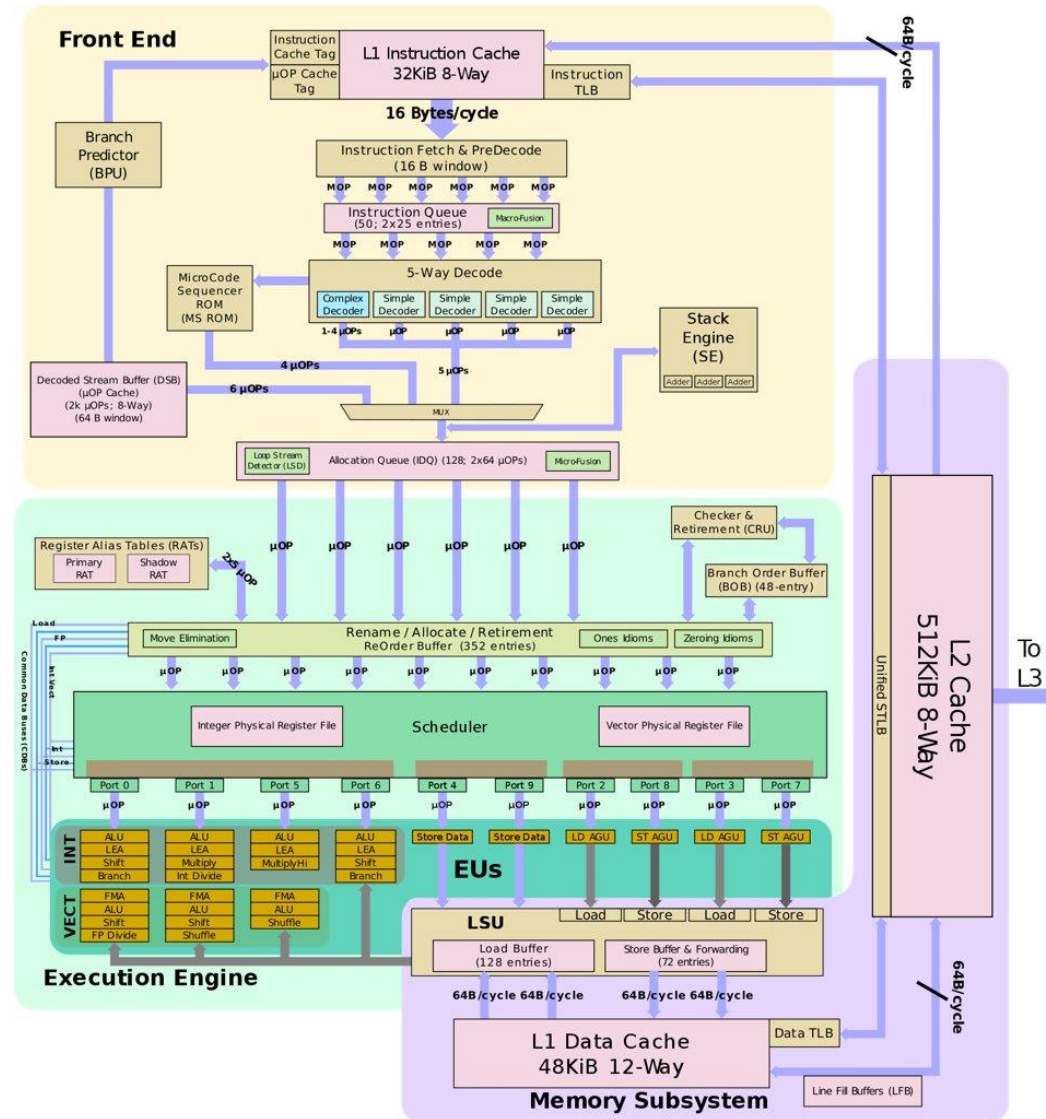 Front End
Instruction
Cache Tag
µOP Cache
Tag
L1 Instruction Cache
32KiB 8-Way
Instruction
TLB
64B/cycle
16 Bytes/cycle
Branch
Predictor
(BPU)
Instruction Fetch & PreDecode
(16 B window)
MOP MOP MOP MOP MOP MOP
Instruction Queue
(50; 2x25 entries)
Macro-Fusion
MOP MOP MOP MOP MOP
5-Way Decode
Complex
Decoder
Simple
Decoder
Simple
Decoder
Simple
Decoder
Simple
Decoder
MicroCode
Sequencer
ROM
(MS ROM)
1-4 µOPs µOP µOP µOP µOP
Stack
Engine
(SE)
Adder Adder Adder
4 µOPs
5 µOPs
6 µOPs
Decoded Stream Buffer (DSB)
(µOP Cache)
(2k µOPs; 8-Way)
(64 B window)
MUX
Loop Stream
Detector (LSD)
Allocation Queue (IDQ) (128; 2x64 µOPs)
Micro-Fusion
µOP µOP µOP µOP µOP µOP
Register Alias Tables (RATs)
Primary
RAT
Shadow
RAT
2x5 µOP
Checker &
Retirement (CRU)
Branch Order Buffer
(BOB) (48-entry)
Load
FP
Common Data Buses (CDBs)
Int Vect
Int
Store
Move Elimination
Rename / Allocate / Retirement
ReOrder Buffer (352 entries)
Ones Idioms
Zeroing Idioms
µOP µOP µOP µOP µOP µOP µOP µOP µOP µOP
Integer Physical Register File
Scheduler
Vector Physical Register File
Port 0 Port 1 Port 5 Port 6 Port 4 Port 9 Port 2 Port 8 Port 3 Port 7
µOP µOP µOP µOP µOP µOP µOP µOP µOP µOP
INT
ALU
LEA
Shift
Branch
ALU
LEA
Multiply
Int Divide
ALU
LEA
MultiplyHi
ALU
LEA
Shift
Branch
Store Data
Store Data
LD AGU
ST AGU
LD AGU
ST AGU
EUs
VECT
FMA
ALU
Shift
FP Divide
FMA
ALU
Shift
Shuffle
FMA
ALU
Shuffle
Execution Engine
LSU
Load Store Load Store
Load Buffer
(128 entries)
Store Buffer & Forwarding
(72 entries)
64B/cycle 64B/cycle 64B/cycle 64B/cycle
L1 Data Cache
48KiB 12-Way
Data TLB
Line Fill Buffers (LFB)
64B/cycle
Memory Subsystem
Unified STLB
L2 Cache
512KiB 8-Way
To
L3